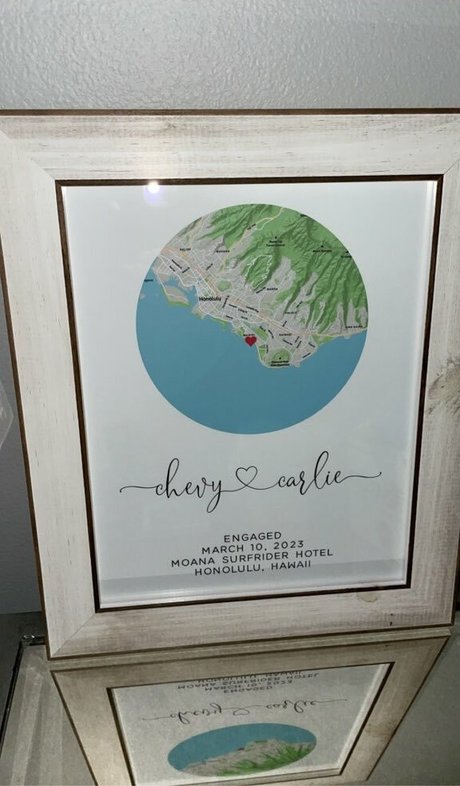 Honolulu
chevy carlie
ENGAGED
MARCH 10, 2023
MOANA SURFRIDER HOTEL
HONOLULU, HAWAII